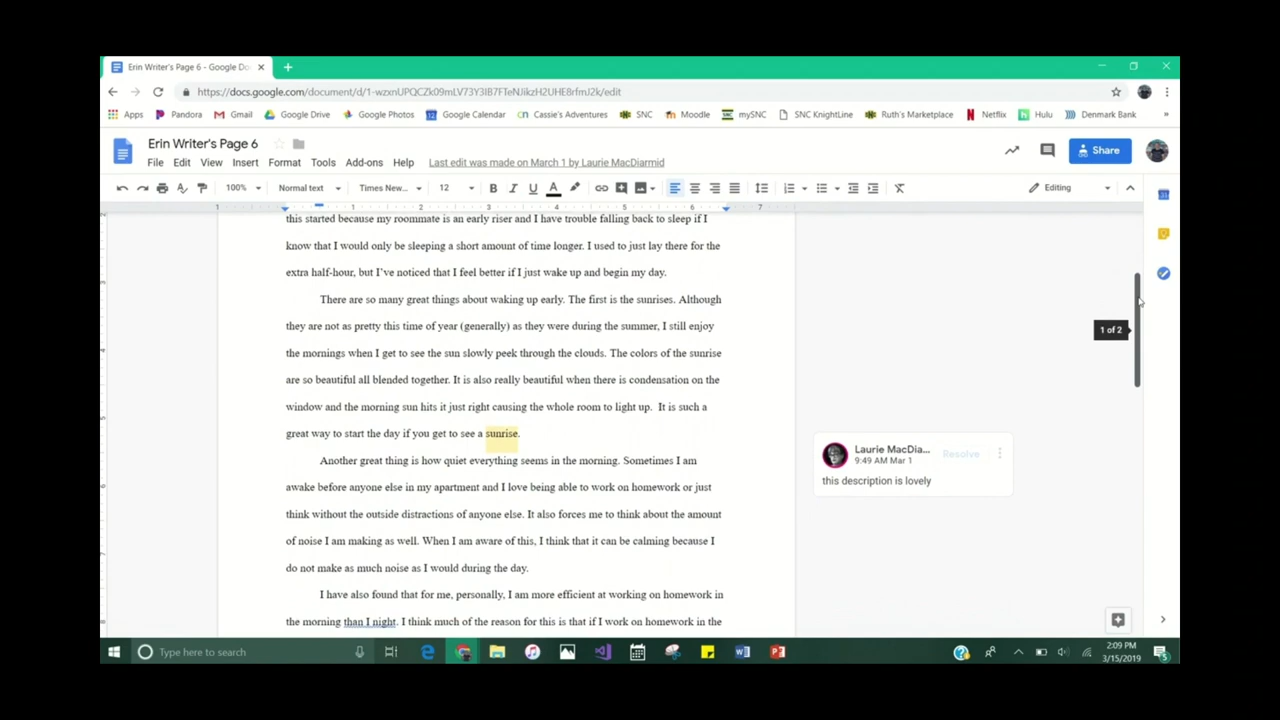 Erin Writer's Page 6 - Google Do
https://docs.google.com/document/d/1-wzxnUPQCZk09mLV73Y3IB7FTeNJikzH2UHE8rfmJ2k/edit
Apps Pandora Gmail Google Drive Google Photos Google Calendar Cassie's Adventures SNC Moodle mySNC SNC KnightLine Ruth's Marketplace Netflix Hulu Denmark Bank »
Erin Writer's Page 6
File Edit View Insert Format Tools Add-ons Help Last edit was made on March 1 by Laurie MacDiarmid
Share
100% Normal text Times New... 12 B I U A Editing
1 1 2 3 4 5 6 7
this started because my roommate is an early riser and I have trouble falling back to sleep if I
know that I would only be sleeping a short amount of time longer. I used to just lay there for the
extra half-hour, but I've noticed that I feel better if I just wake up and begin my day.
There are so many great things about waking up early. The first is the sunrises. Although
they are not as pretty this time of year (generally) as they were during the summer, I still enjoy
1 of 2
the mornings when I get to see the sun slowly peek through the clouds. The colors of the sunrise
are so beautiful all blended together. It is also really beautiful when there is condensation on the
window and the morning sun hits it just right causing the whole room to light up.  It is such a
great way to start the day if you get to see a sunrise.
Laurie MacDia...
9:49 AM Mar 1
Resolve
this description is lovely
Another great thing is how quiet everything seems in the morning. Sometimes I am
awake before anyone else in my apartment and I love being able to work on homework or just
think without the outside distractions of anyone else. It also forces me to think about the amount
of noise I am making as well. When I am aware of this, I think that it can be calming because I
do not make as much noise as I would during the day.
I have also found that for me, personally, I am more efficient at working on homework in
the morning than I night. I think much of the reason for this is that if I work on homework in the
Type here to search
2:09 PM
3/15/2019
5